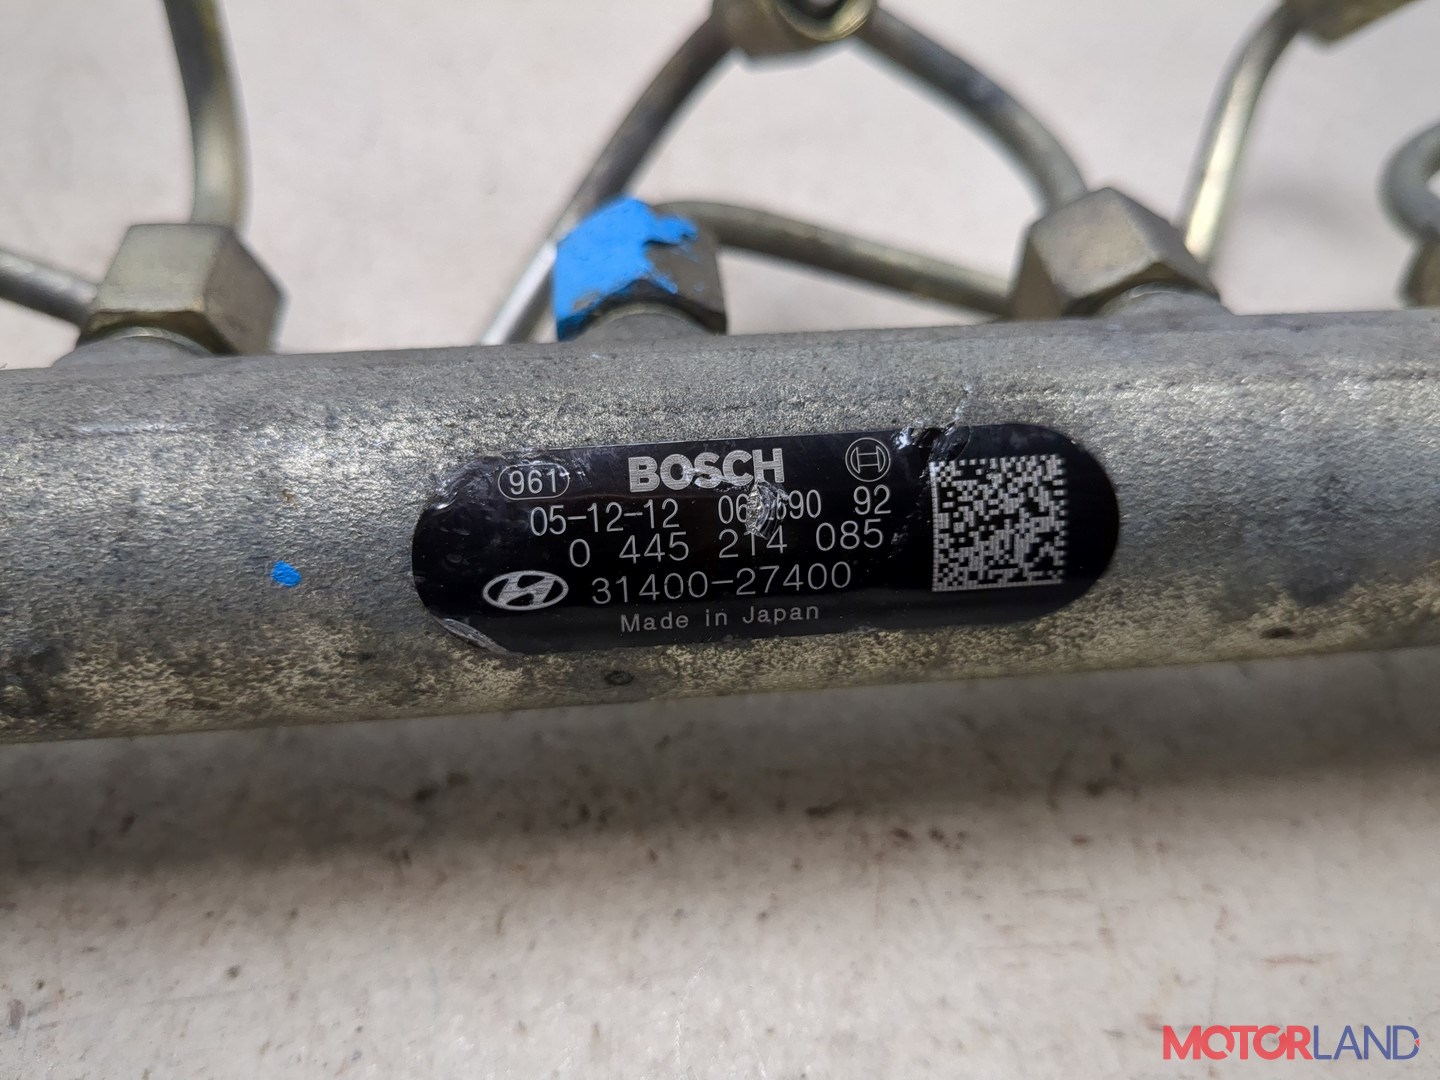 961
BOSCH
05-12-12 92
0 445 214 085
31400-27400
Made in Japan
MOTORLAND